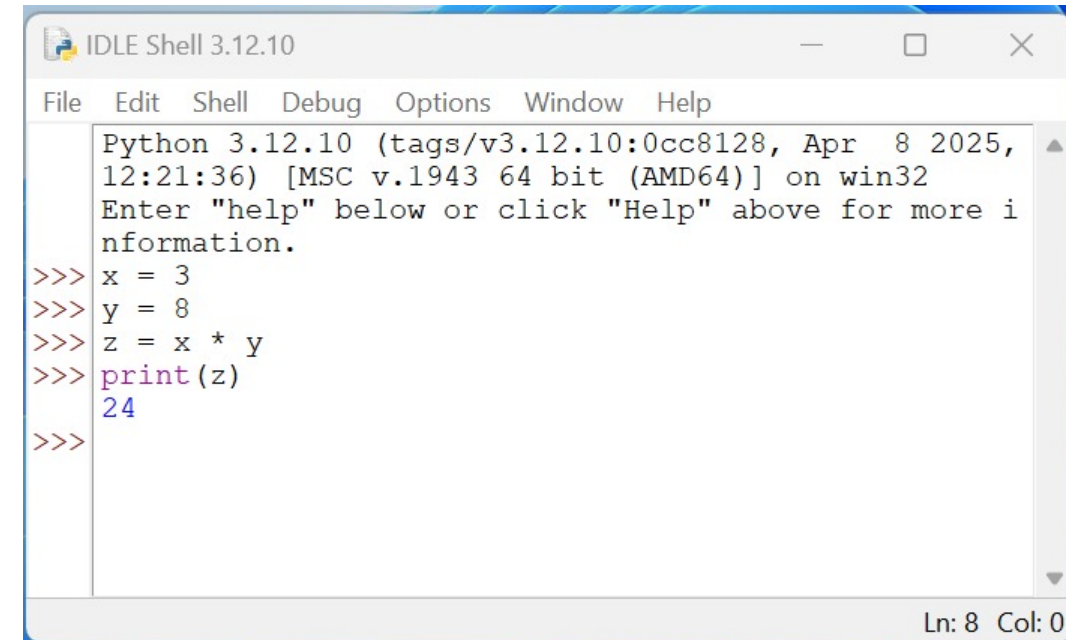 IDLE Shell 3.12.10
File Edit Shell Debug Options Window Help
Python 3.12.10 (tags/v3.12.10:0cc8128, Apr  8 2025,
12:21:36) [MSC v.1943 64 bit (AMD64)] on win32
Enter "help" below or click "Help" above for more i
nformation.
>>> x = 3
>>> y = 8
>>> z = x * y
>>> print(z)
24
>>>
Ln: 8 Col: 0